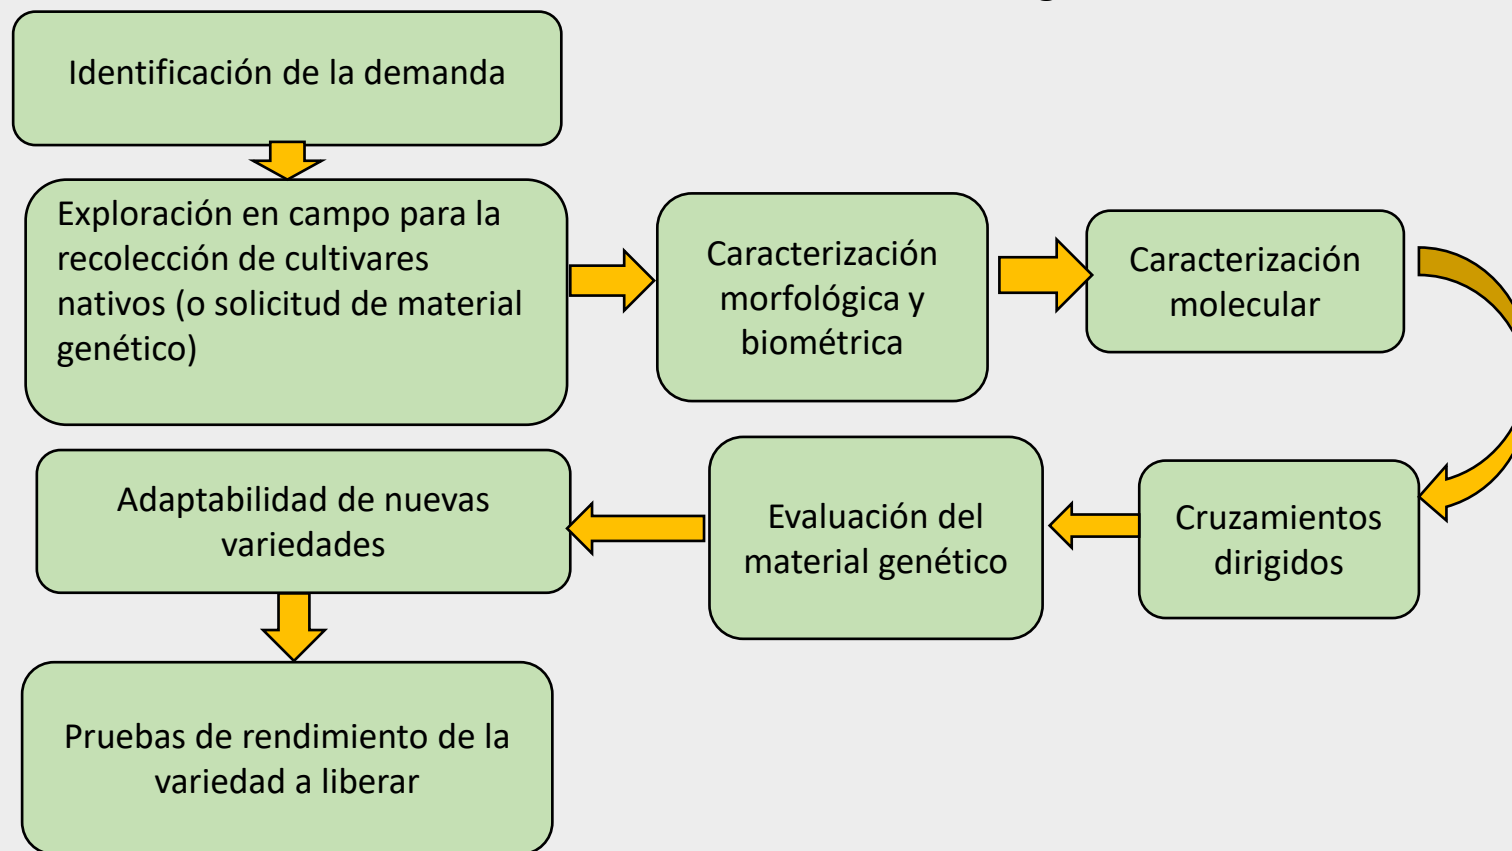 Identificación de la demanda
Exploración en campo para la
recolección de cultivares
nativos (o solicitud de material
genético)
Caracterización
morfológica y
biométrica
Caracterización
molecular
Cruzamientos
dirigidos
Evaluación del
material genético
Adaptabilidad de nuevas
variedades
Pruebas de rendimiento de la
variedad a liberar